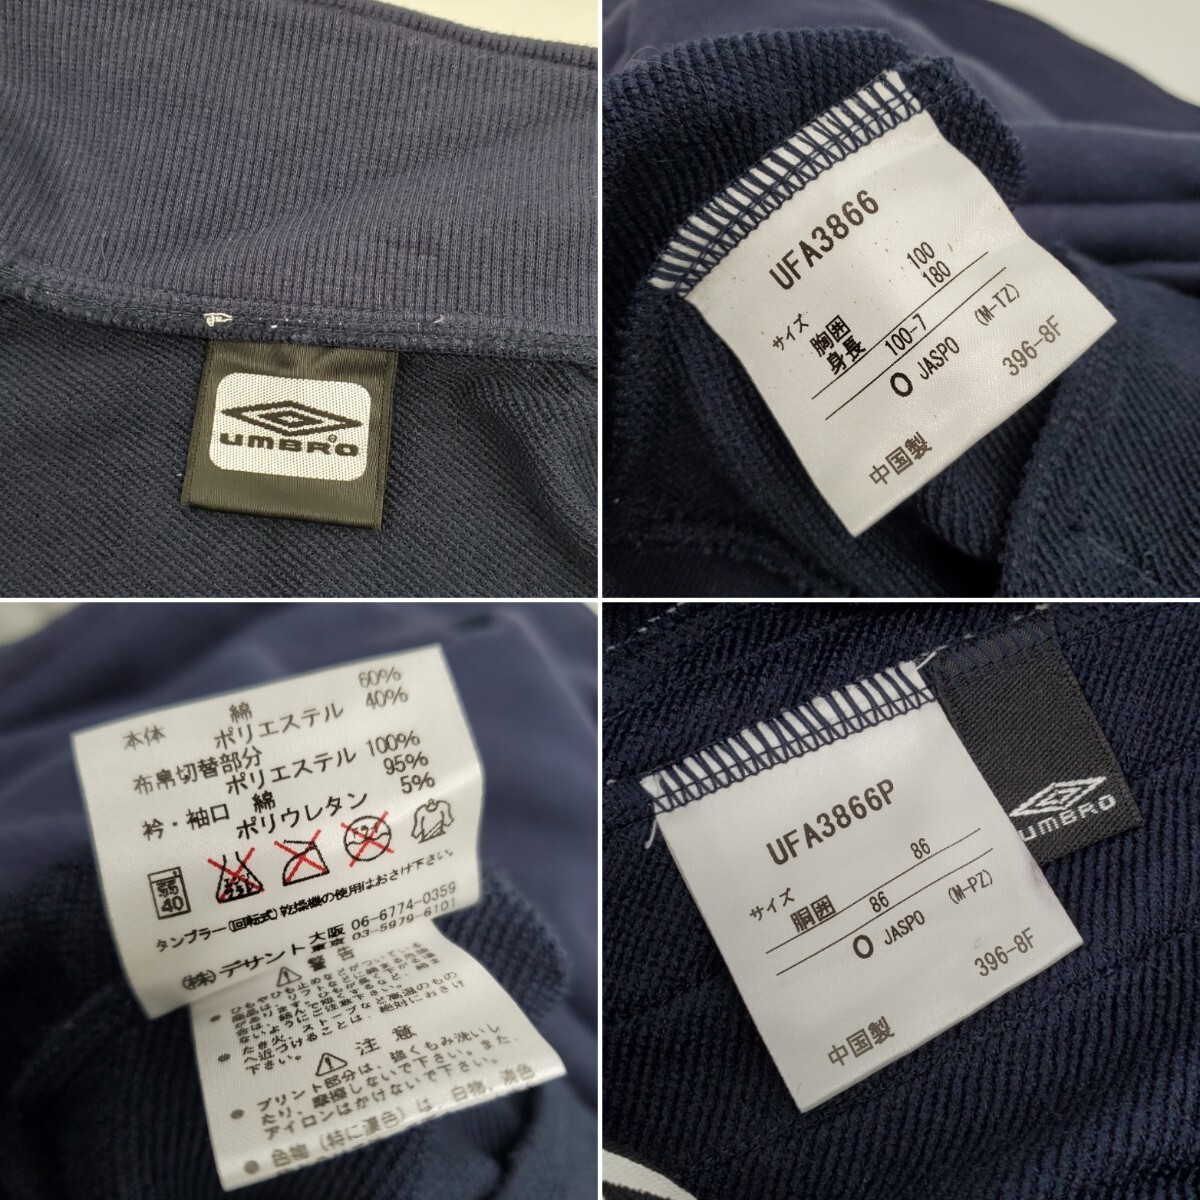 UMBRO
UFA3866
サイズ
胸囲 100
身長 180
100-7 (M-TZ)
O JASPO
396-8F
中国製
本体 綿 60%
ポリエステル 40%
布帛切替部分
ポリエステル 100%
衿・袖口 綿 95%
ポリウレタン 5%
40
タンブラー(回転式)乾燥機の使用はおさけ下さい。
(株)デサント 大阪 06-6774-0359
東京 03-5979-6101
警告
注意
● プリント部分は、強くもみ洗いし
たり、摩擦しないで下さい。また、
アイロンはかけないで下さい。
● 色物(特に濃色)は、白物、淡色
UFA3866P
サイズ
胴囲 86
86 (M-PZ)
O JASPO
396-8F
中国製
UMBRO